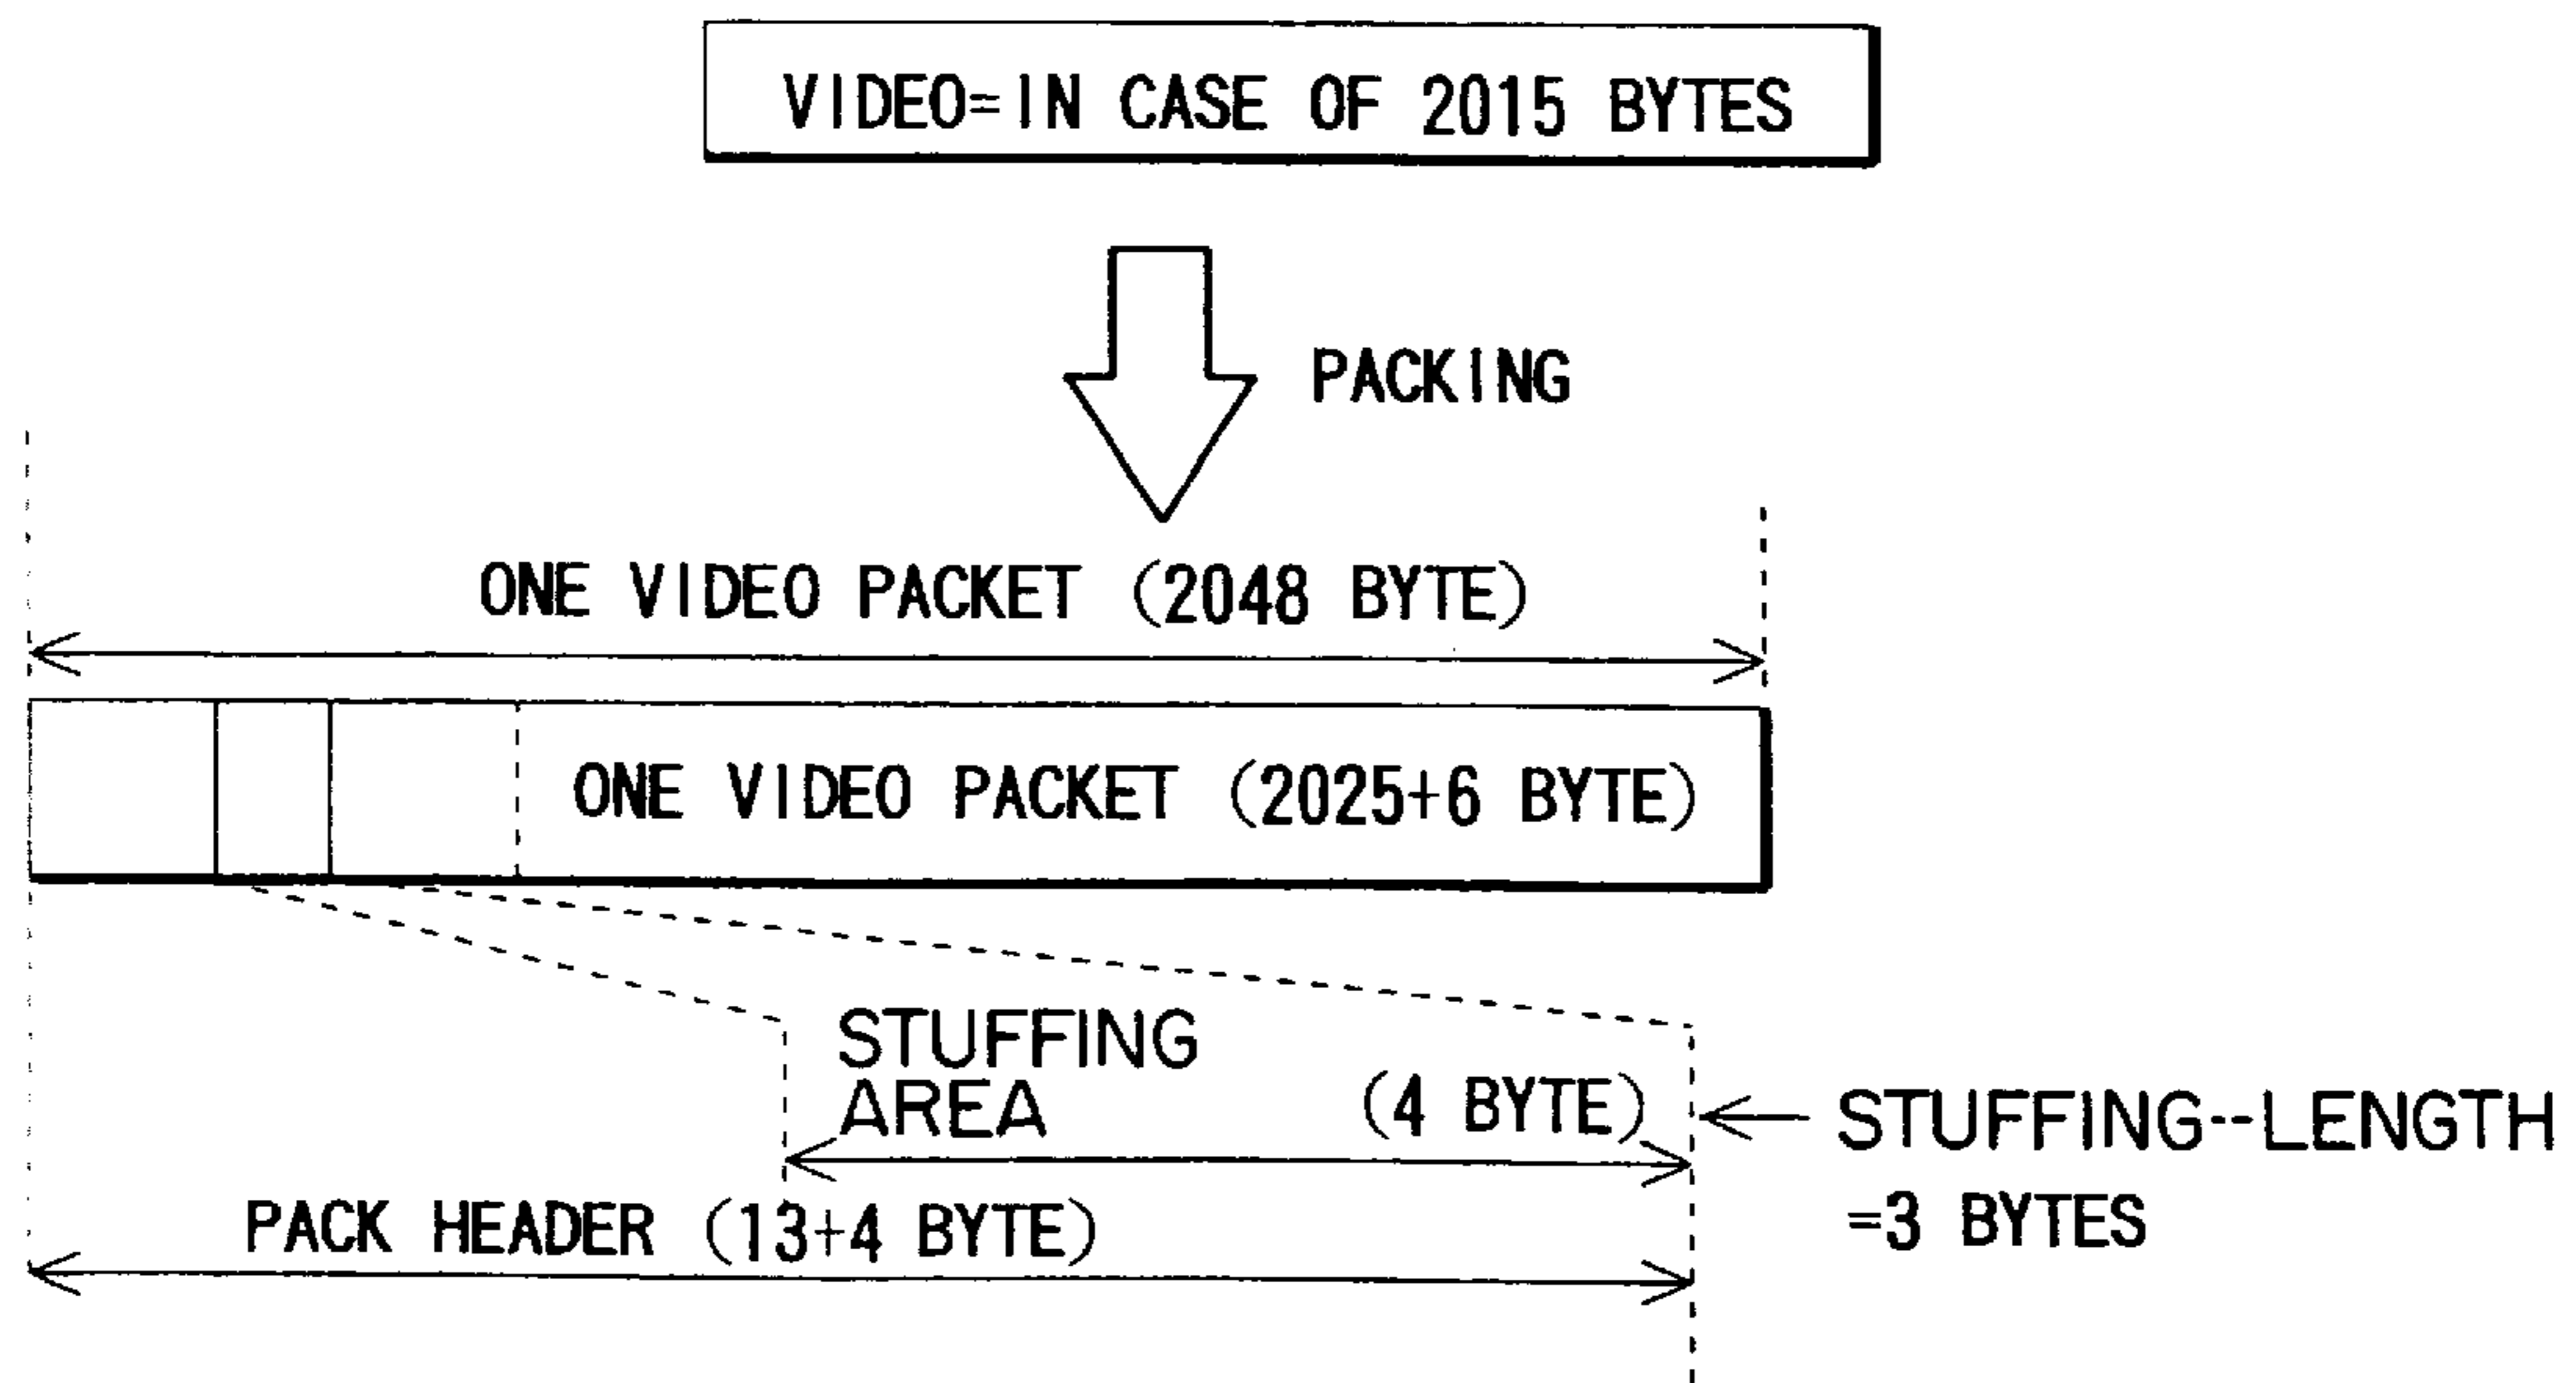 VIDEO=IN CASE OF 2015 BYTES
PACKING
ONE VIDEO PACKET (2048 BYTE)
ONE VIDEO PACKET (2025+6 BYTE)
STUFFING
AREA (4 BYTE)
STUFFING--LENGTH
=3 BYTES
PACK HEADER (13+4 BYTE)